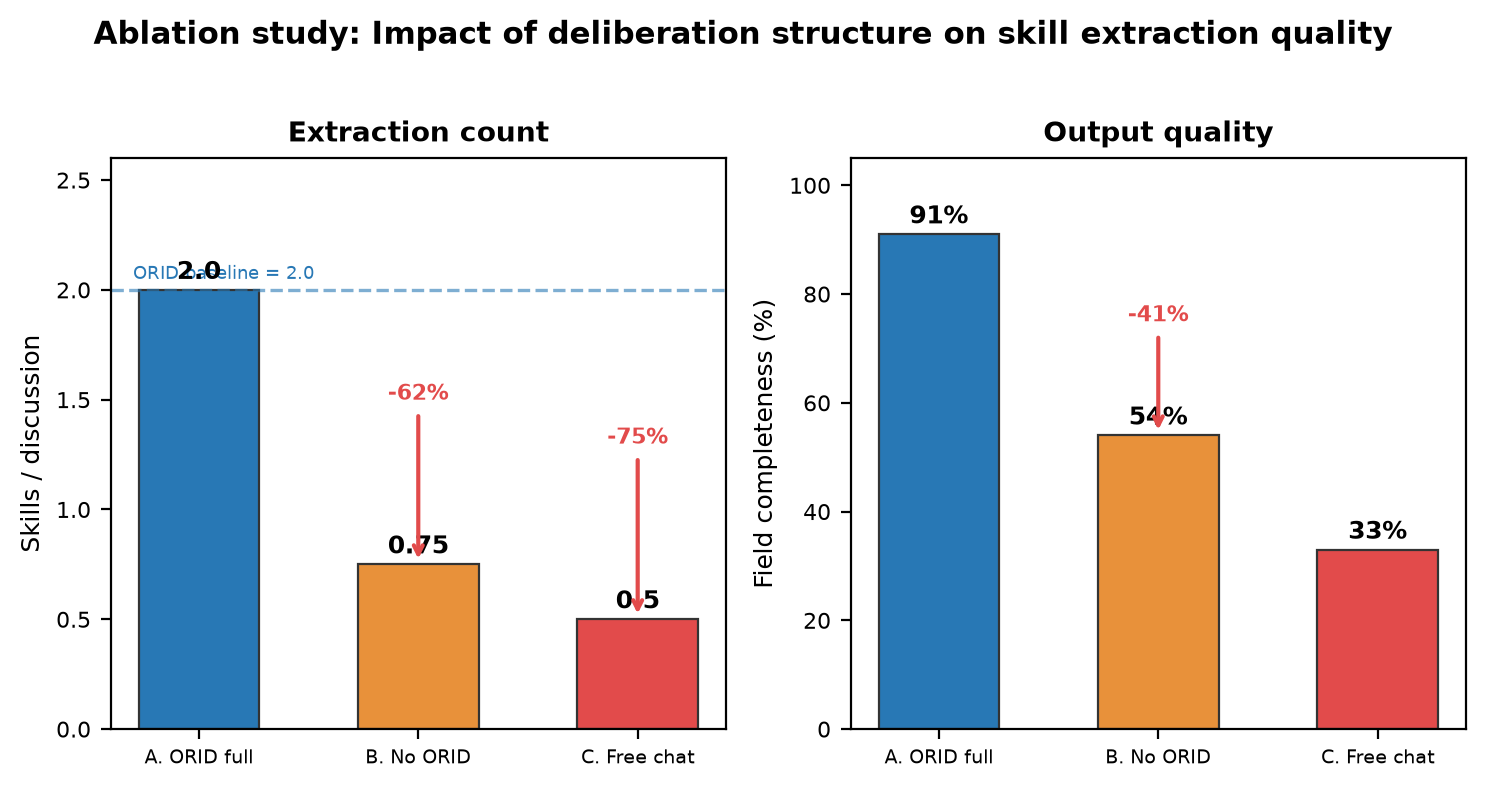 Ablation study: Impact of deliberation structure on skill extraction quality
Extraction count
Skills / discussion
2.5
2.0
1.5
1.0
0.5
0.0
ORID baseline = 2.0
2.0
-62%
0.75
-75%
0.5
A. ORID full
B. No ORID
C. Free chat
Output quality
Field completeness (%)
100
80
60
40
20
0
91%
-41%
54%
33%
A. ORID full
B. No ORID
C. Free chat